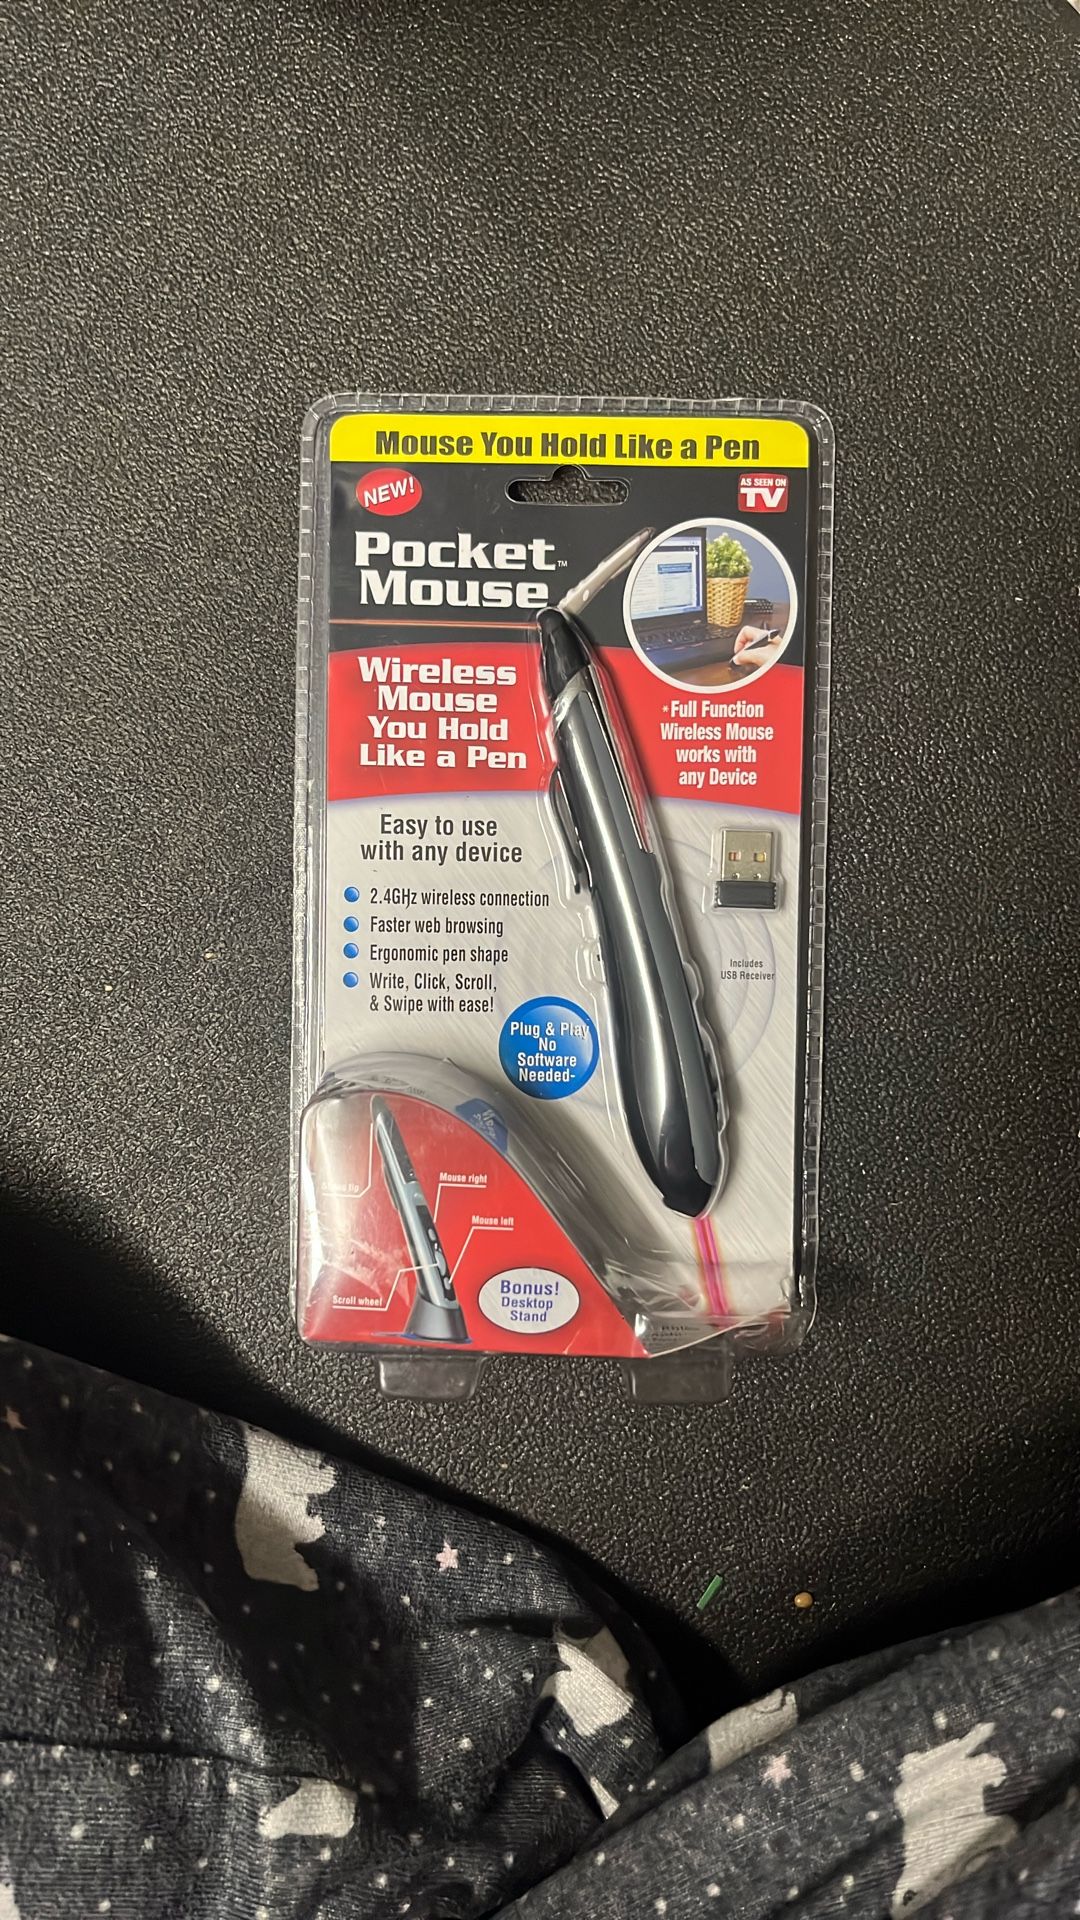 Mouse You Hold Like a Pen
NEW!
AS SEEN ON
TV
Pocket™
Mouse
Wireless
Mouse
You Hold
Like a Pen
*Full Function
Wireless Mouse
works with
any Device
Easy to use
with any device
2.4GHz wireless connection
Faster web browsing
Ergonomic pen shape
Write, Click, Scroll,
& Swipe with ease!
Includes
USB Receiver
Plug & Play
No
Software
Needed-
Mouse right
Mouse left
Scroll wheel
Bonus!
Desktop
Stand